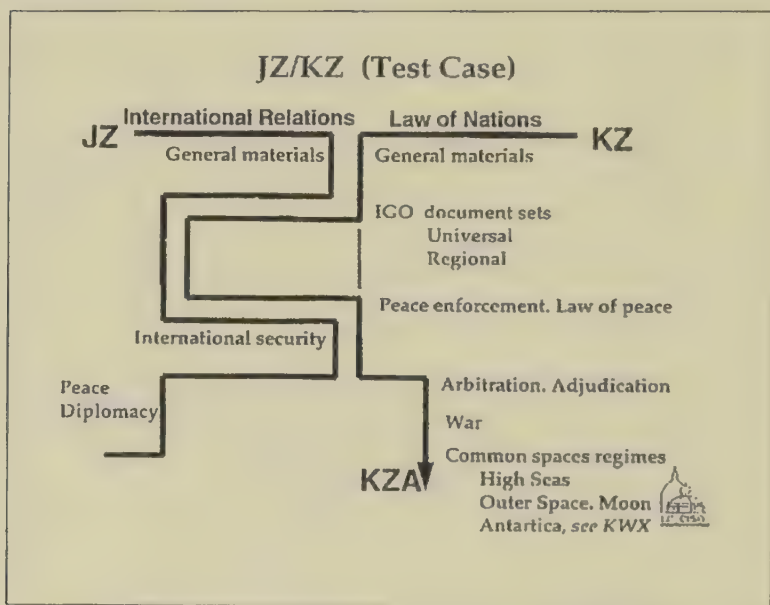 JZ/KZ (Test Case)
International Relations
Law of Nations
JZ
KZ
General materials
General materials
IGO document sets
Universal
Regional
Peace enforcement. Law of peace
International security
Peace
Diplomacy
Arbitration. Adjudication
War
Common spaces regimes
KZA
High Seas
Outer Space. Moon
Antartica, see KWX